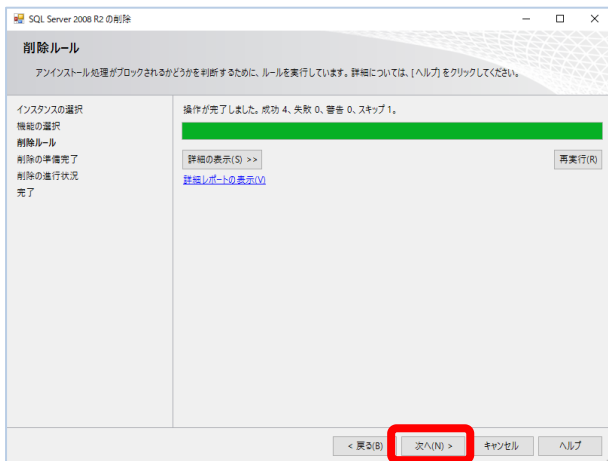 SQL Server 2008 R2 の削除
削除ルール
アンインストール処理がブロックされるかどうかを判断するために、ルールを実行しています。詳細については、[ヘルプ] をクリックしてください。
インスタンスの選択
機能の選択
削除ルール
削除の準備完了
削除の進行状況
完了
操作が完了しました。成功 4、失敗 0、警告 0、スキップ 1。
詳細の表示(S) >>
再実行(R)
詳細レポートの表示(V)
< 戻る(B)
次へ(N) >
キャンセル
ヘルプ